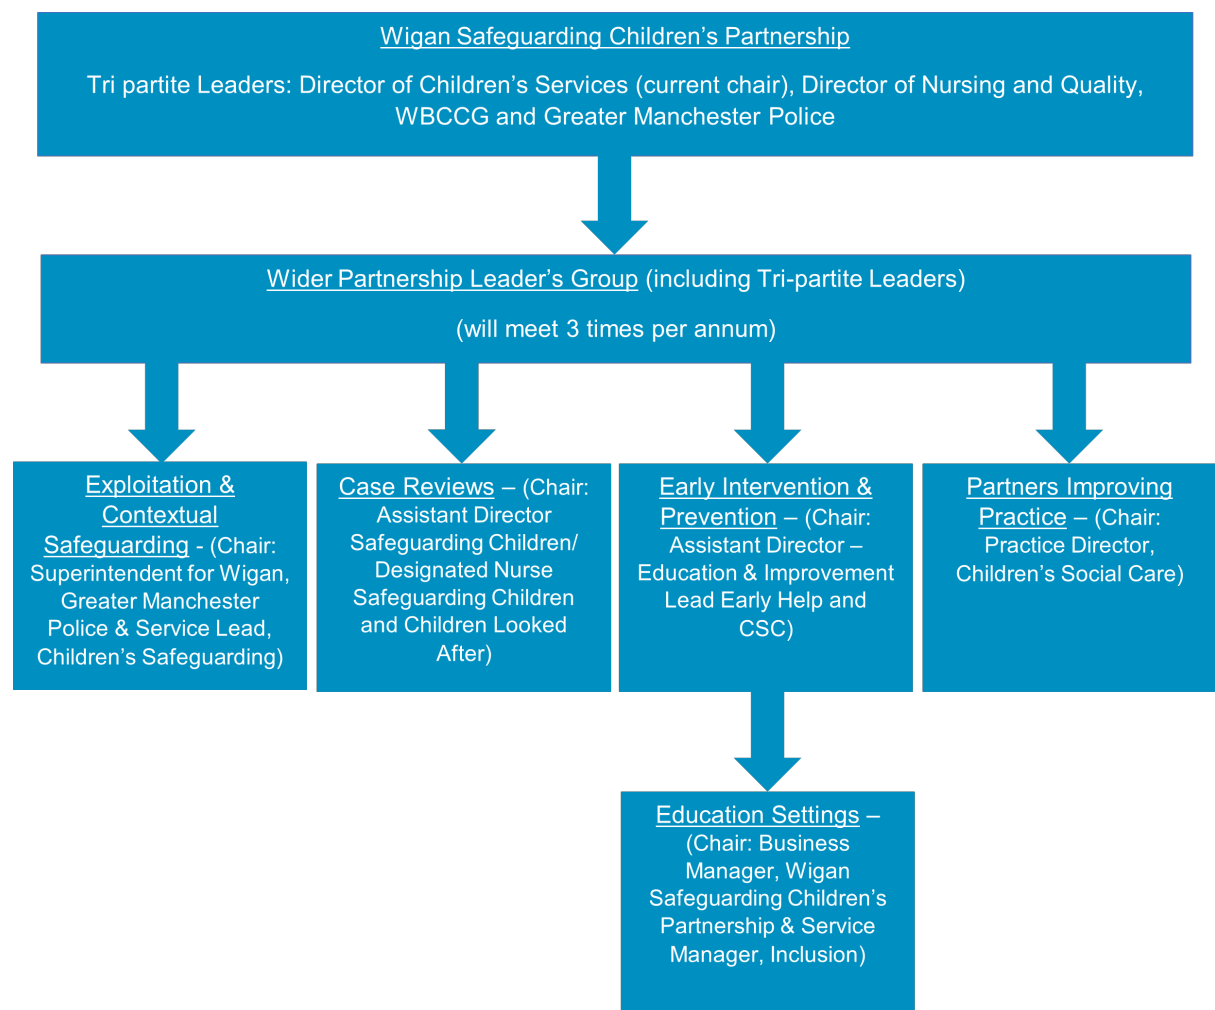 Wigan Safeguarding Children’s Partnership
Tri partite Leaders: Director of Children’s Services (current chair), Director of Nursing and Quality,
WBCCG and Greater Manchester Police
Wider Partnership Leader’s Group (including Tri-partite Leaders)
(will meet 3 times per annum)
Exploitation &
Contextual
Safeguarding - (Chair:
Superintendent for Wigan,
Greater Manchester
Police & Service Lead,
Children’s Safeguarding)
Case Reviews – (Chair:
Assistant Director
Safeguarding Children/
Designated Nurse
Safeguarding Children
and Children Looked
After)
Early Intervention &
Prevention – (Chair:
Assistant Director –
Education & Improvement
Lead Early Help and
CSC)
Partners Improving
Practice – (Chair:
Practice Director,
Children’s Social Care)
Education Settings –
(Chair: Business
Manager, Wigan
Safeguarding Children’s
Partnership & Service
Manager, Inclusion)